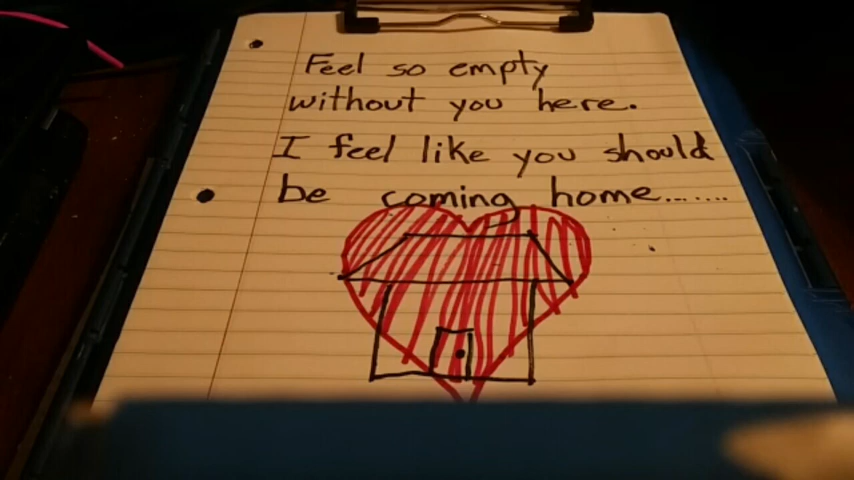 Feel so empty
without you here.
I feel like you should
be coming home.......